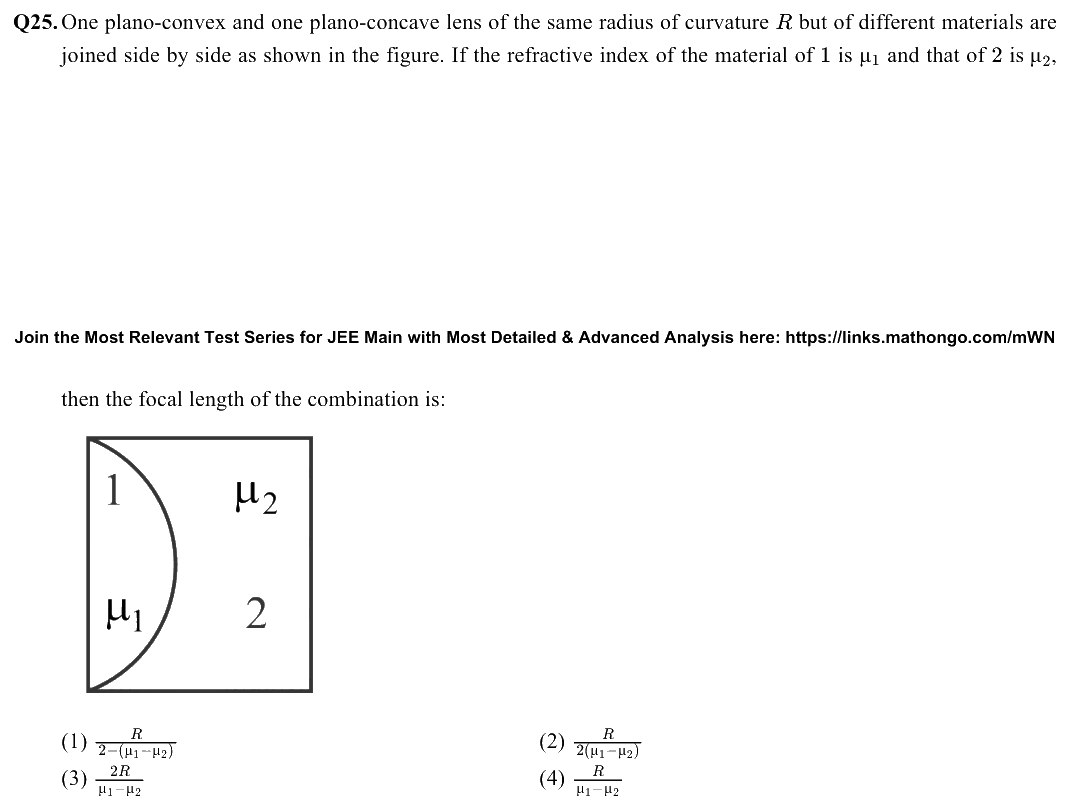 Q25. One plano-convex and one plano-concave lens of the same radius of curvature R but of different materials are
joined side by side as shown in the figure. If the refractive index of the material of 1 is μ₁ and that of 2 is μ₂,
Join the Most Relevant Test Series for JEE Main with Most Detailed & Advanced Analysis here: https://links.mathongo.com/mWN
then the focal length of the combination is:
1 μ₂
μ₁ 2
(1) R/(2−(μ₁−μ₂)) (2) R/(2(μ₁−μ₂))
(3) 2R/(μ₁−μ₂) (4) R/(μ₁−μ₂)